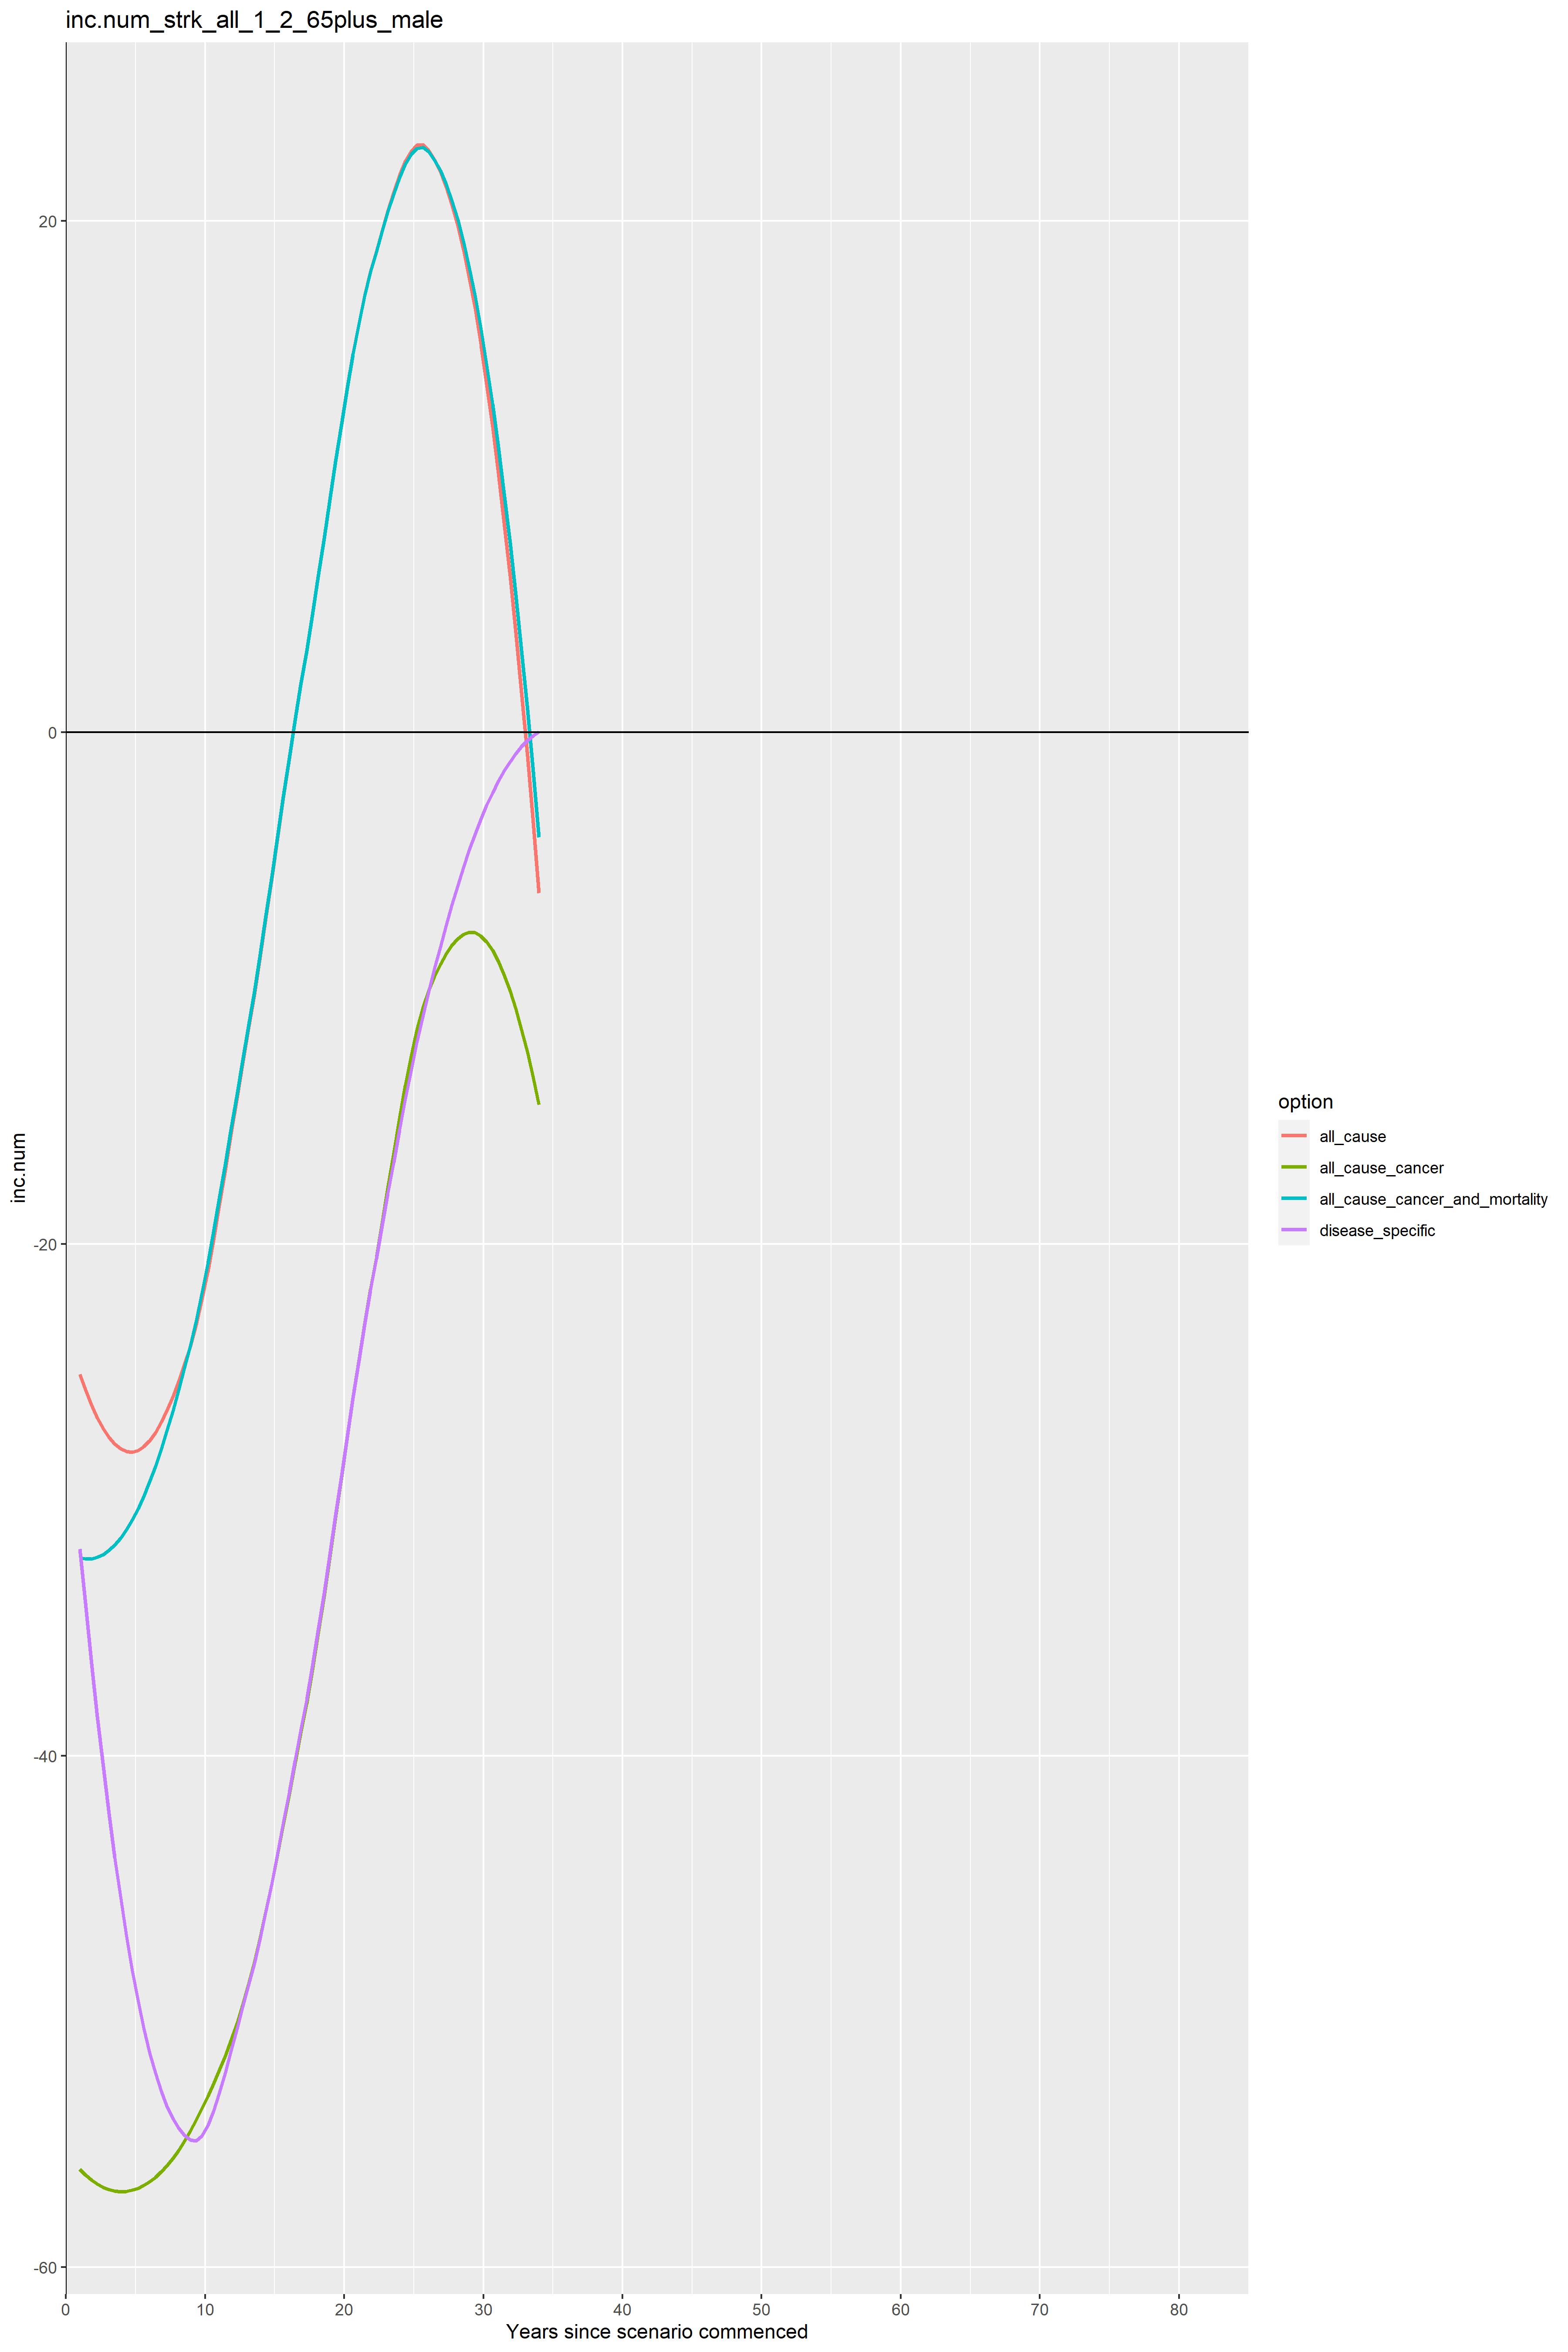 inc.num_strk_all_1_2_65plus_male
20
0
-20
-40
-60
inc.num
0 10 20 30 40 50 60 70 80
Years since scenario commenced
option
all_cause
all_cause_cancer
all_cause_cancer_and_mortality
disease_specific